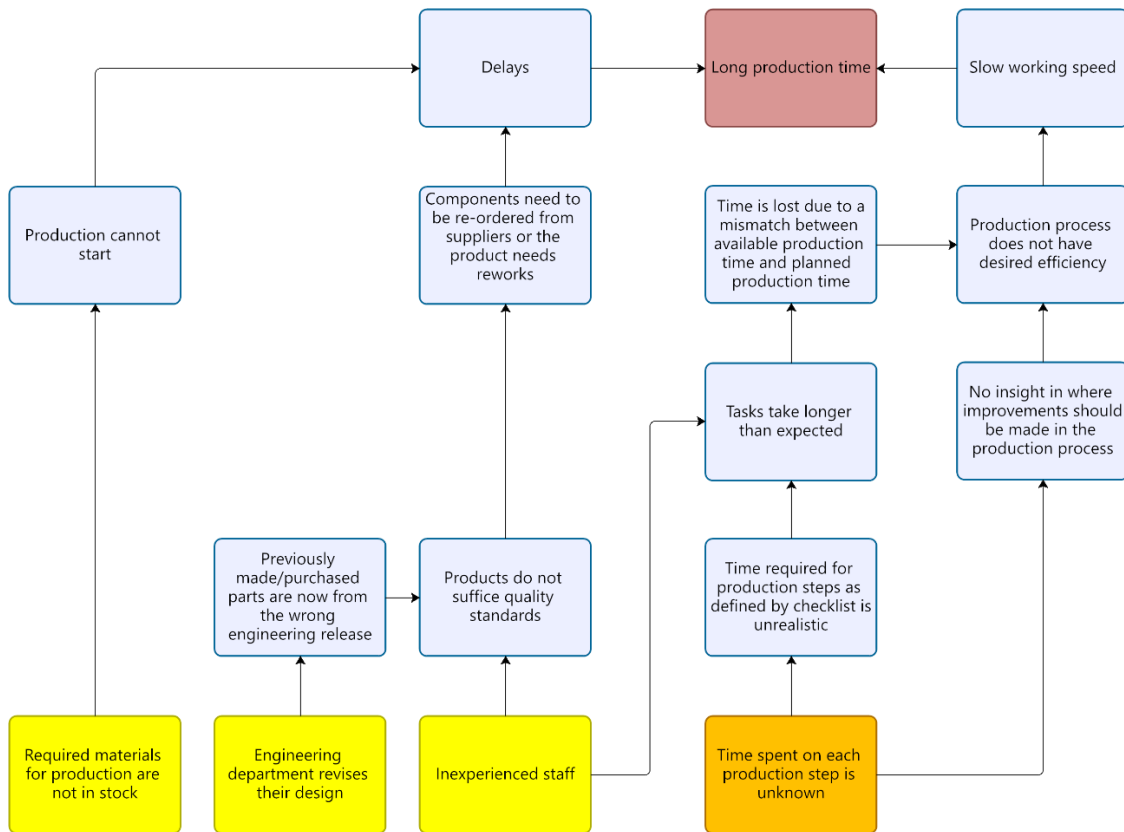 Delays
Long production time
Slow working speed
Production cannot
start
Components need to
be re-ordered from
suppliers or the
product needs
reworks
Time is lost due to a
mismatch between
available production
time and planned
production time
Production process
does not have
desired efficiency
Tasks take longer
than expected
No insight in where
improvements should
be made in the
production process
Previously
made/purchased
parts are now from
the wrong
engineering release
Products do not
suffice quality
standards
Time required for
production steps as
defined by checklist is
unrealistic
Required materials
for production are
not in stock
Engineering
department revises
their design
Inexperienced staff
Time spent on each
production step is
unknown